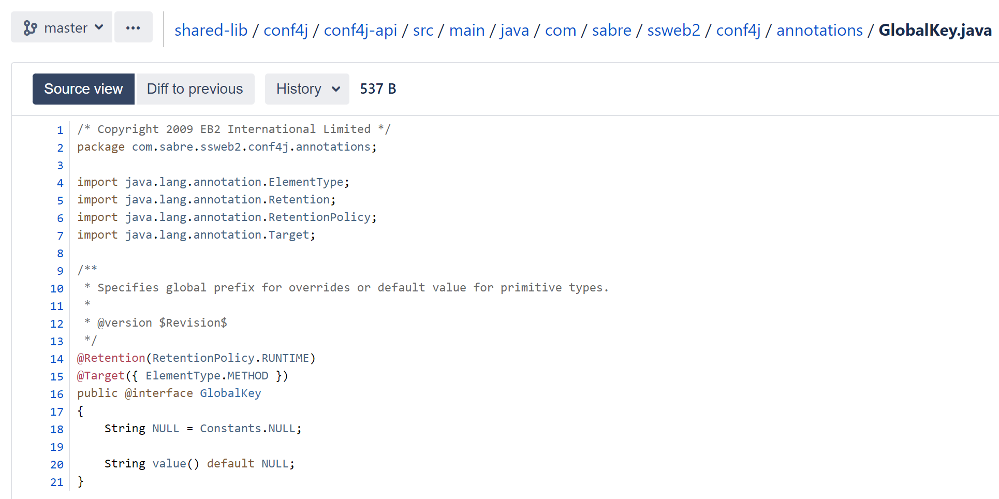 master ••• shared-lib / conf4j / conf4j-api / src / main / java / com / sabre / ssweb2 / conf4j / annotations / GlobalKey.java
Source view Diff to previous History 537 B
1 /* Copyright 2009 EB2 International Limited */
2 package com.sabre.ssweb2.conf4j.annotations;
3
4 import java.lang.annotation.ElementType;
5 import java.lang.annotation.Retention;
6 import java.lang.annotation.RetentionPolicy;
7 import java.lang.annotation.Target;
8
9 /**
10  * Specifies global prefix for overrides or default value for primitive types.
11  *
12  * @version $Revision$
13  */
14 @Retention(RetentionPolicy.RUNTIME)
15 @Target({ ElementType.METHOD })
16 public @interface GlobalKey
17 {
18     String NULL = Constants.NULL;
19
20     String value() default NULL;
21 }